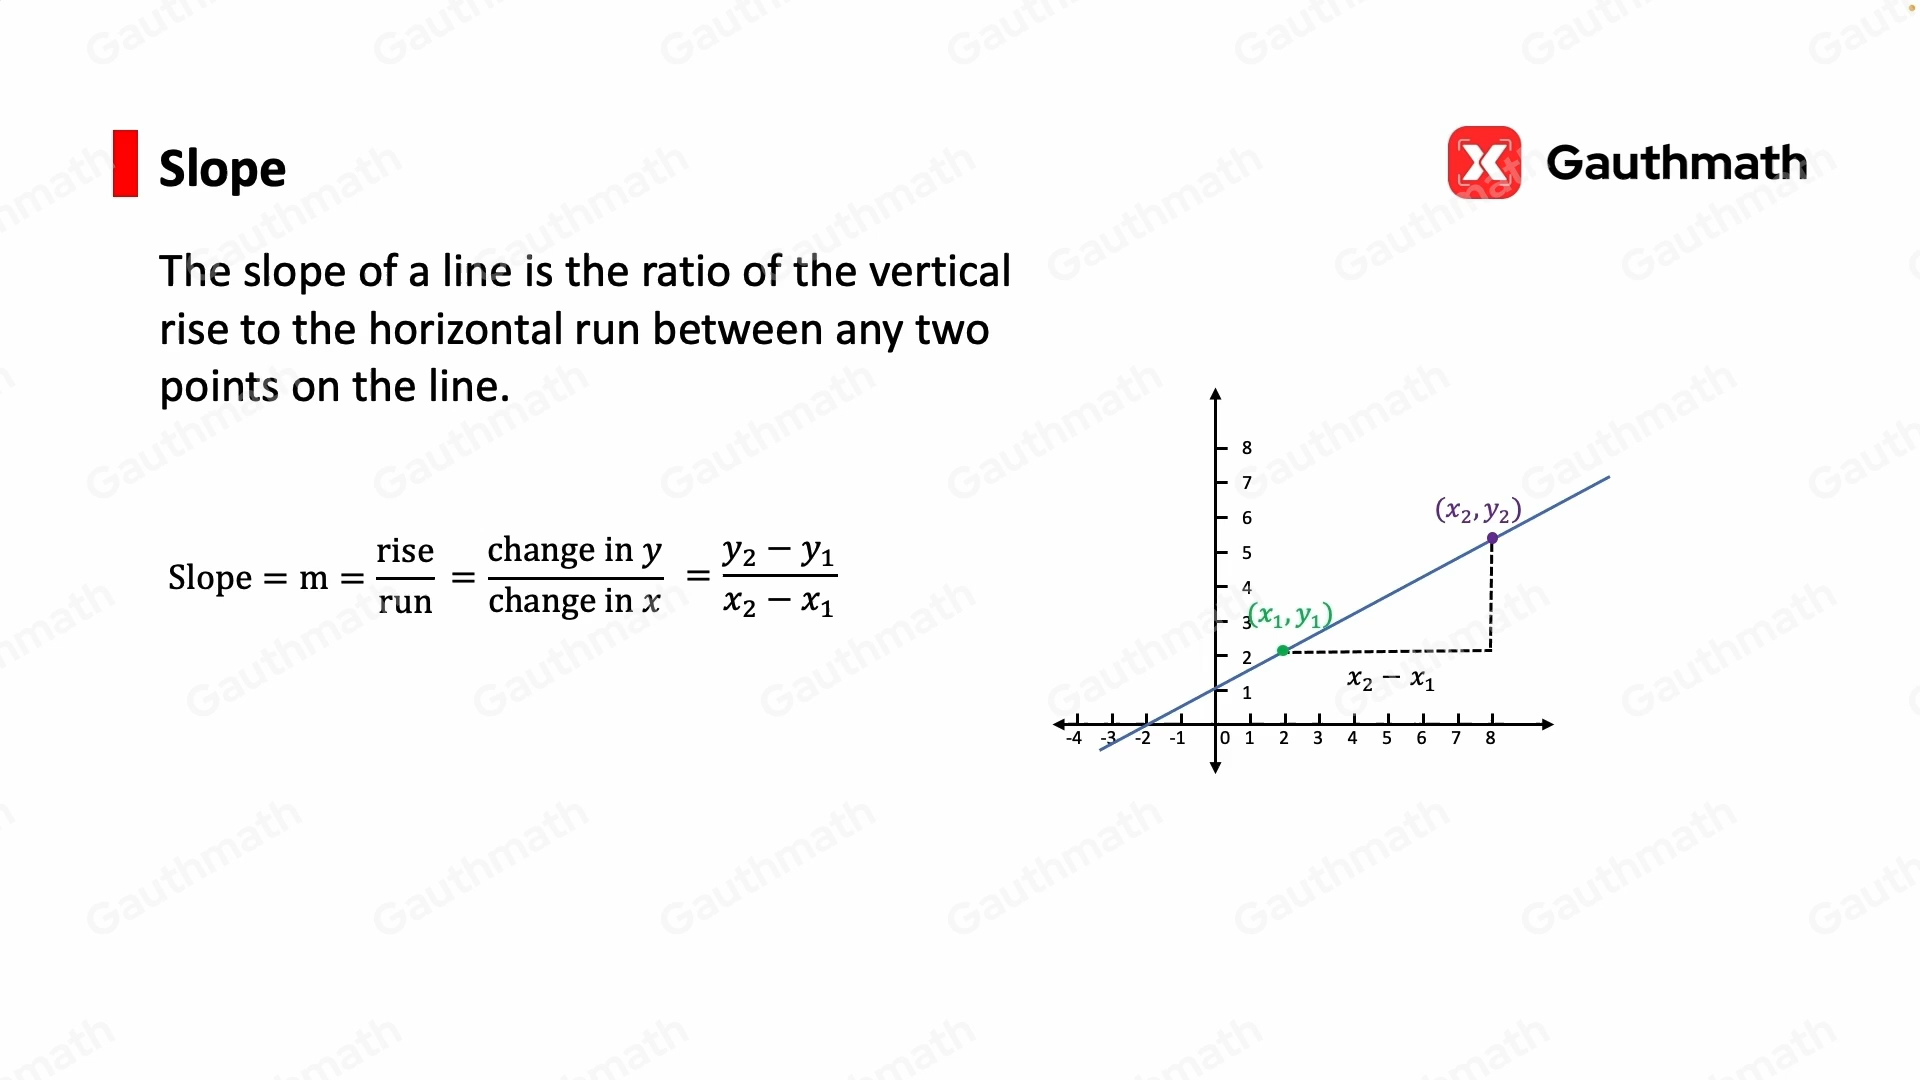 Slope
Gauthmath
The slope of a line is the ratio of the vertical
rise to the horizontal run between any two
points on the line.
Slope = m = rise/run = change in y/change in x = y₂ − y₁/x₂ − x₁
8
7
(x₂, y₂)
6
5
4
(x₁, y₁)
3
2
x₂ − x₁
1
-4 -3 -2 -1 0 1 2 3 4 5 6 7 8